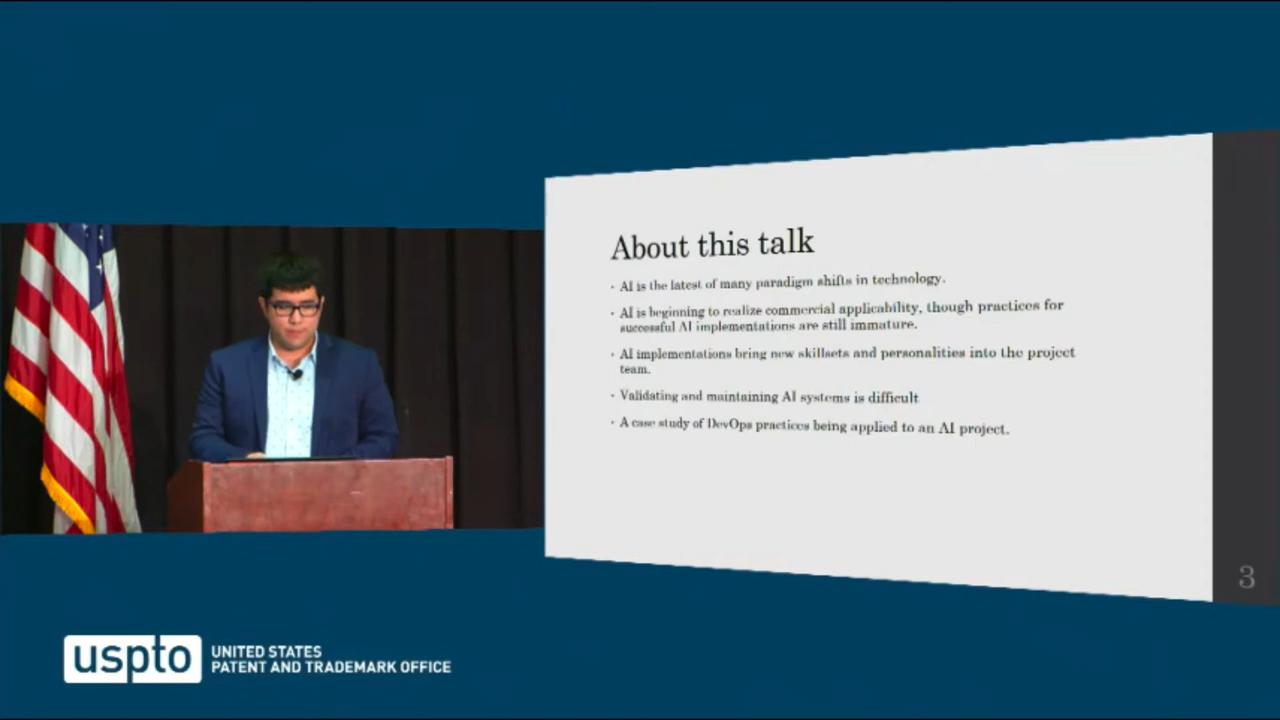 About this talk
• AI is the latest of many paradigm shifts in technology.
• AI is beginning to realize commercial applicability, though practices for
successful AI implementations are still immature.
• AI implementations bring new skillsets and personalities into the project
team.
• Validating and maintaining AI systems is difficult
• A case study of DevOps practices being applied to an AI project.
3
uspto
UNITED STATES
PATENT AND TRADEMARK OFFICE